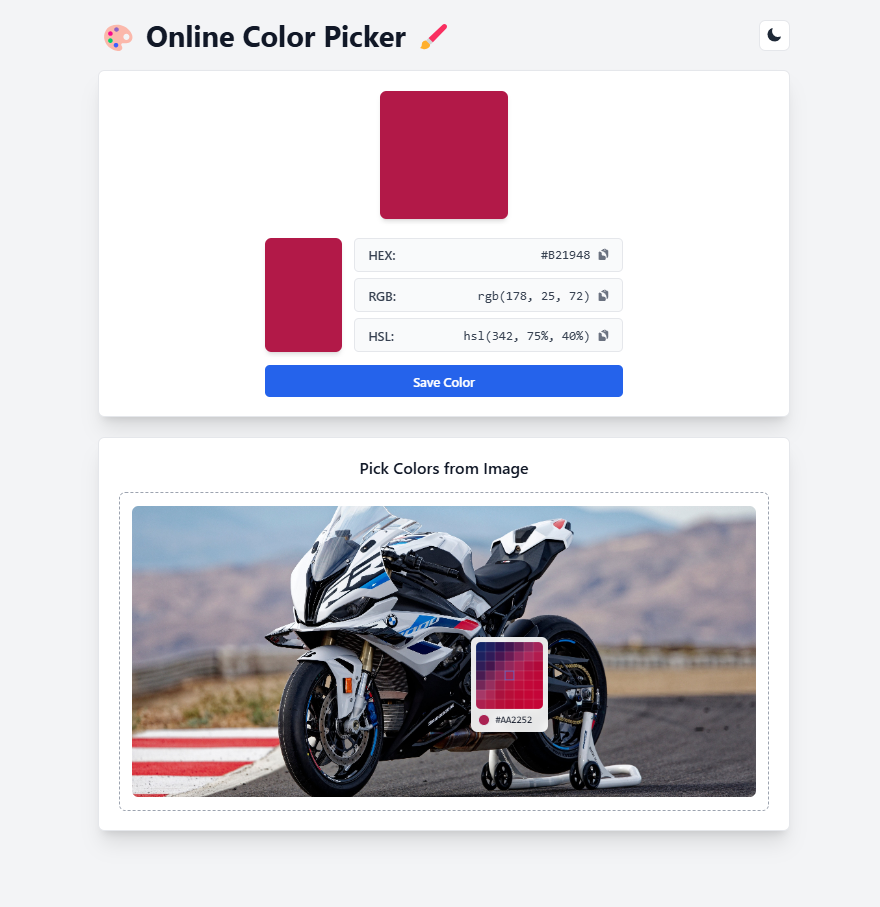 Online Color Picker
HEX: #B21948
RGB: rgb(178, 25, 72)
HSL: hsl(342, 75%, 40%)
Save Color
Pick Colors from Image
#AA2252